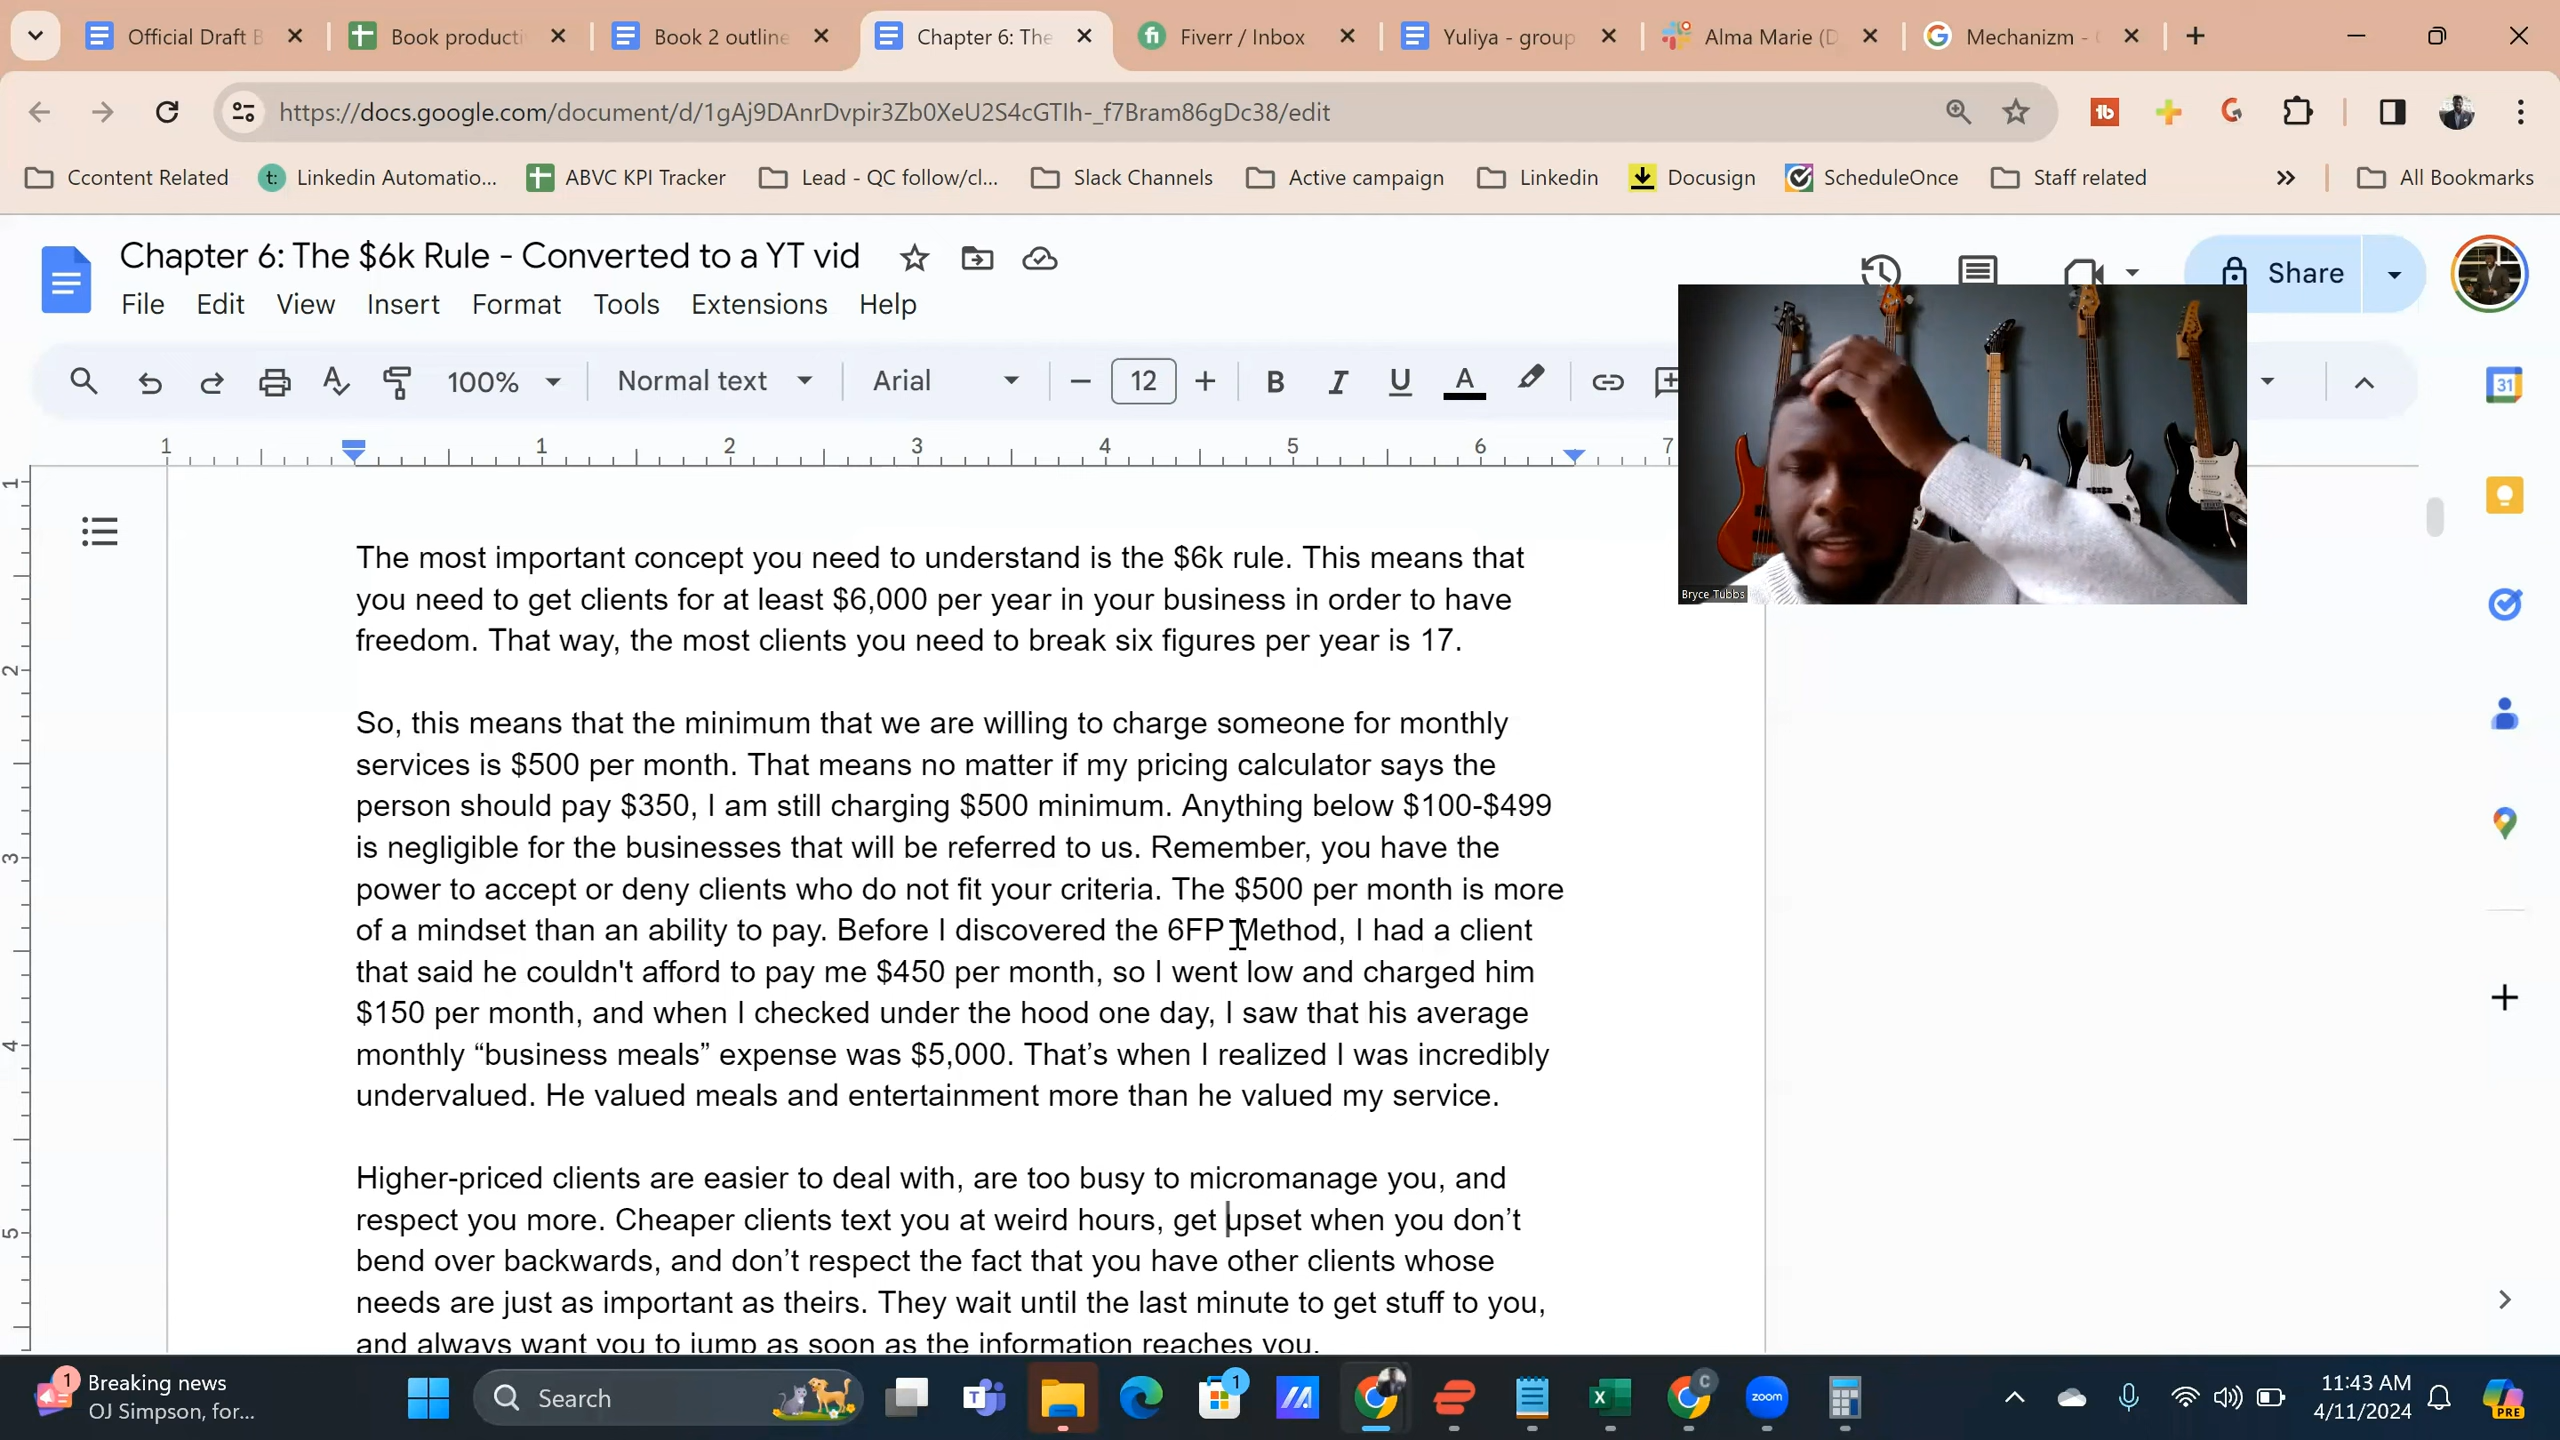 Official Draft B
Book producti
Book 2 outline
Chapter 6: The
Fiverr / Inbox
Yuliya - group
Alma Marie (D
Mechanizm -
https://docs.google.com/document/d/1gAj9DAnrDvpir3Zb0XeU2S4cGTIh-_f7Bram86gDc38/edit
Ccontent Related
Linkedin Automatio...
ABVC KPI Tracker
Lead - QC follow/cl...
Slack Channels
Active campaign
Linkedin
Docusign
ScheduleOnce
Staff related
All Bookmarks
Chapter 6: The $6k Rule - Converted to a YT vid
Share
File Edit View Insert Format Tools Extensions Help
100% Normal text Arial 12 B I U A
31
1 1 2 3 4 5 6 7
Bryce Tubbs
1
2
3
4
5
The most important concept you need to understand is the $6k rule. This means that
you need to get clients for at least $6,000 per year in your business in order to have
freedom. That way, the most clients you need to break six figures per year is 17.
So, this means that the minimum that we are willing to charge someone for monthly
services is $500 per month. That means no matter if my pricing calculator says the
person should pay $350, I am still charging $500 minimum. Anything below $100-$499
is negligible for the businesses that will be referred to us. Remember, you have the
power to accept or deny clients who do not fit your criteria. The $500 per month is more
of a mindset than an ability to pay. Before I discovered the 6FP Method, I had a client
that said he couldn't afford to pay me $450 per month, so I went low and charged him
$150 per month, and when I checked under the hood one day, I saw that his average
monthly “business meals” expense was $5,000. That’s when I realized I was incredibly
undervalued. He valued meals and entertainment more than he valued my service.
Higher-priced clients are easier to deal with, are too busy to micromanage you, and
respect you more. Cheaper clients text you at weird hours, get upset when you don’t
bend over backwards, and don’t respect the fact that you have other clients whose
needs are just as important as theirs. They wait until the last minute to get stuff to you,
and always want you to jump as soon as the information reaches you.
1
Breaking news
OJ Simpson, for...
Search
1
zoom
11:43 AM
4/11/2024
PRE